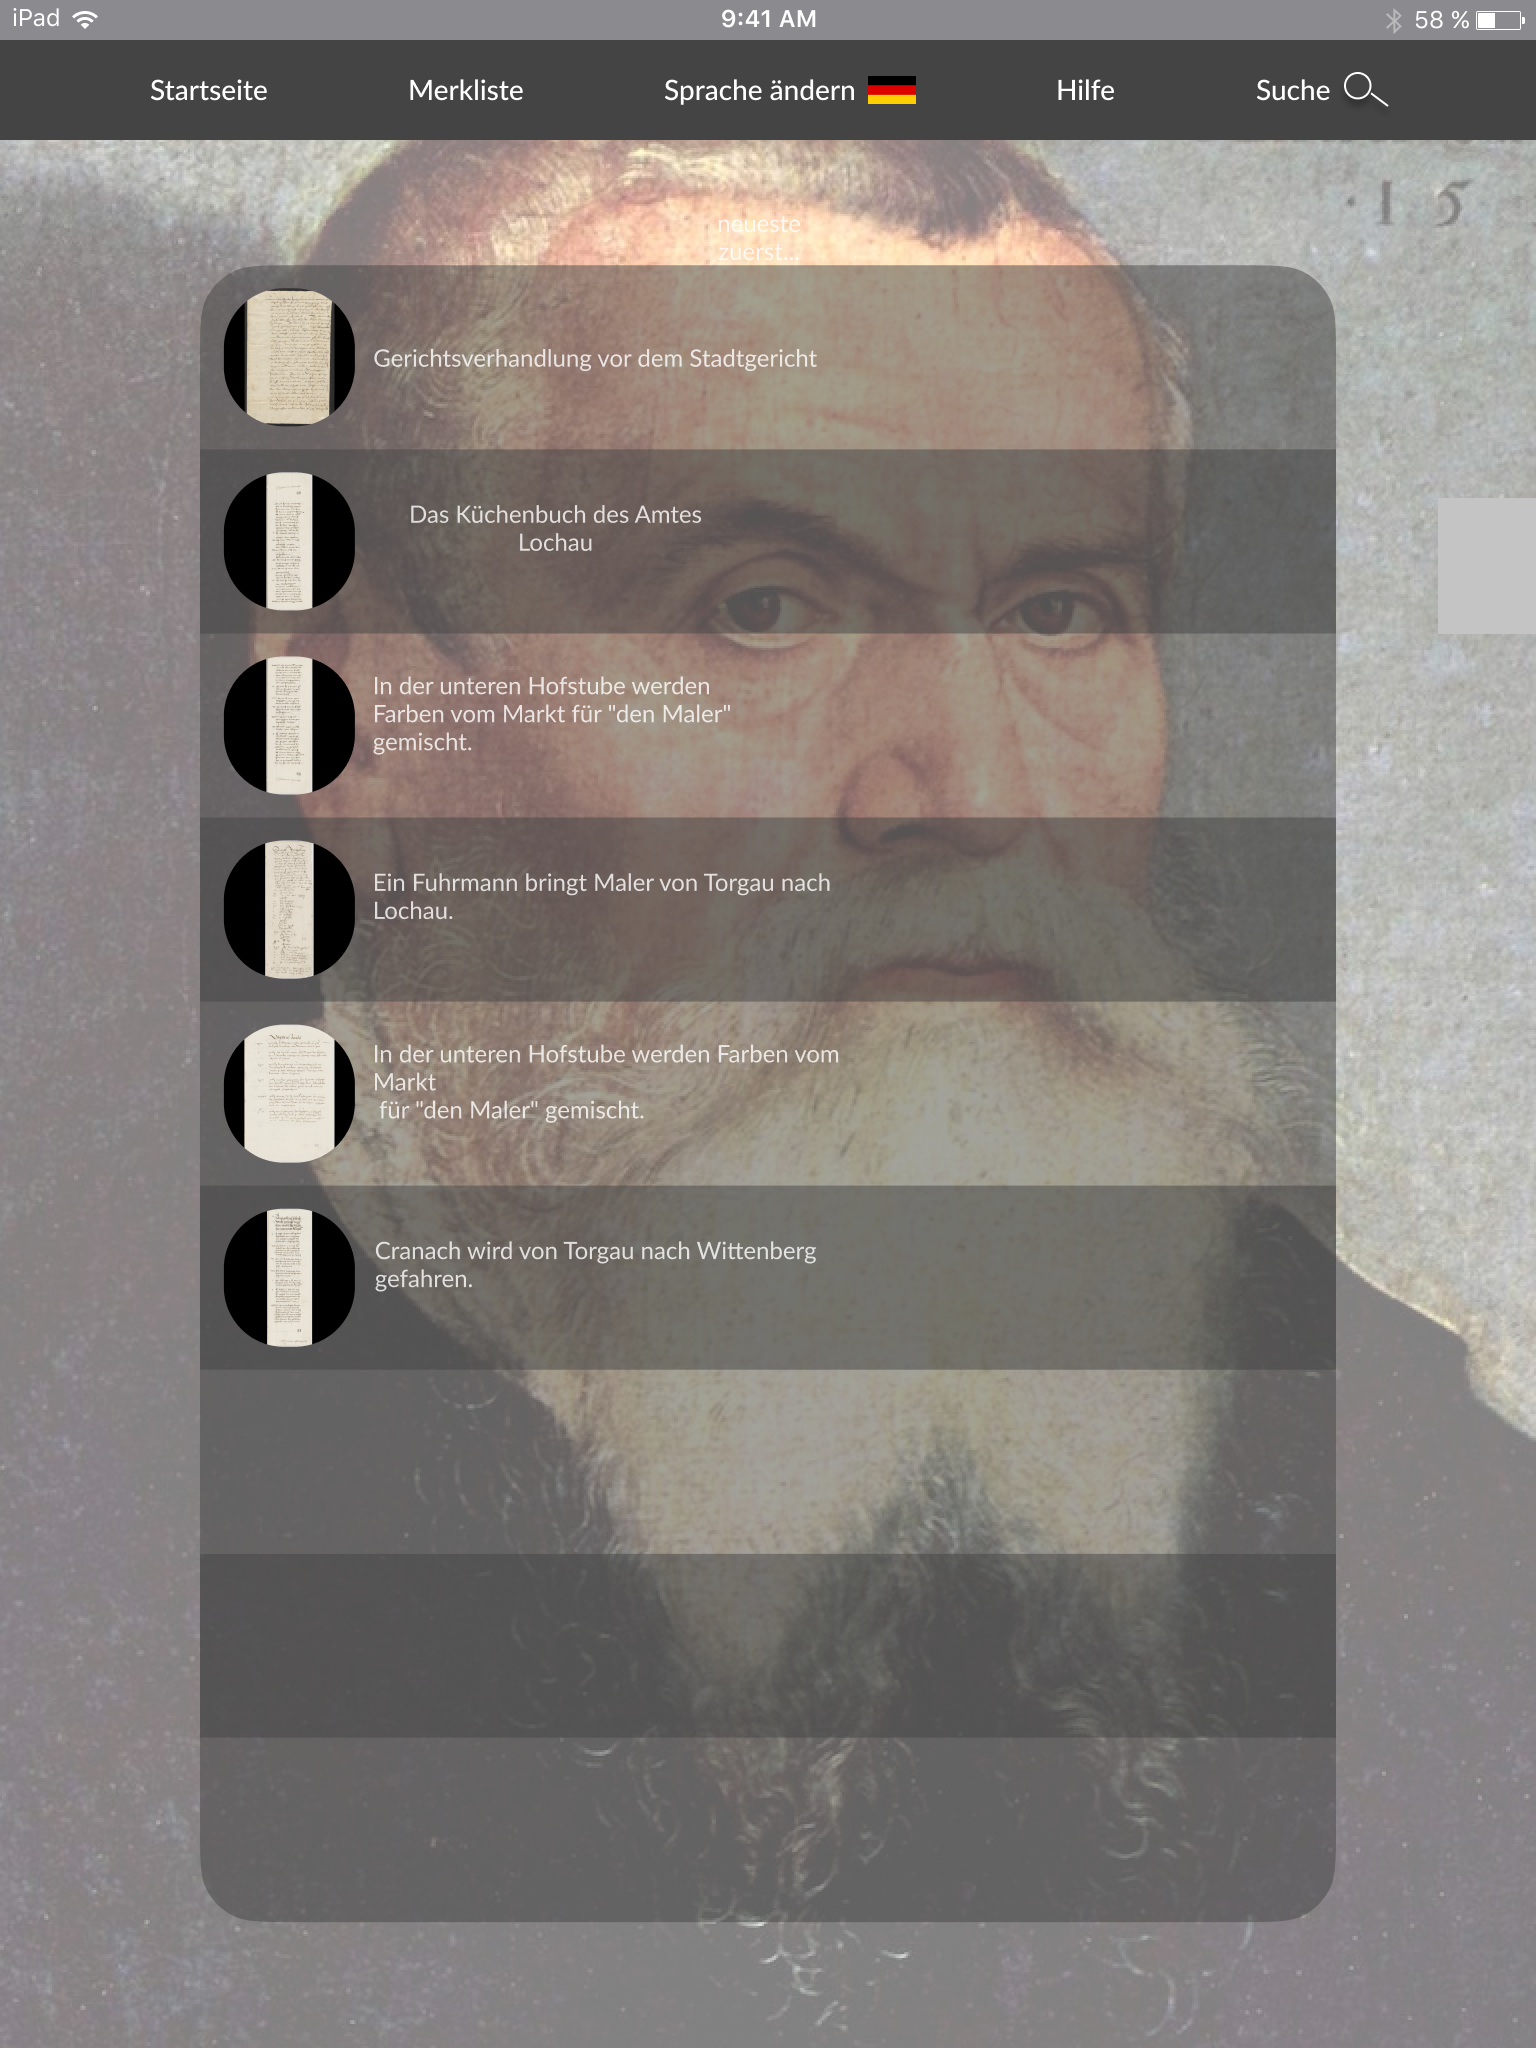 iPad 9:41 AM 58 %
Startseite Merkliste Sprache ändern Hilfe Suche
·1 5
neueste
zuerst...
Gerichtsverhandlung vor dem Stadtgericht
Das Küchenbuch des Amtes
Lochau
In der unteren Hofstube werden
Farben vom Markt für "den Maler"
gemischt.
Ein Fuhrmann bringt Maler von Torgau nach
Lochau.
In der unteren Hofstube werden Farben vom
Markt
für "den Maler" gemischt.
Cranach wird von Torgau nach Wittenberg
gefahren.